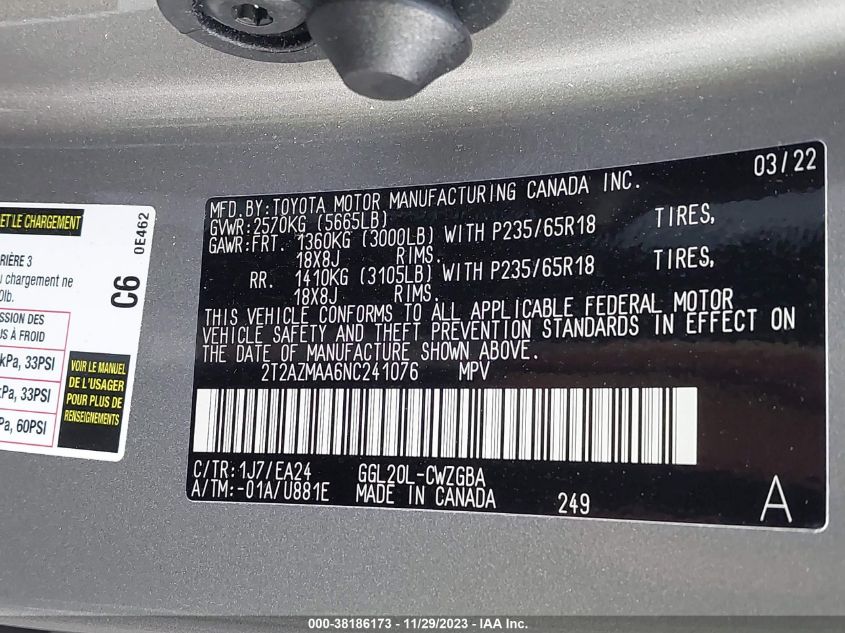 ET LE CHARGEMENT
0E462
C6
RIÈRE 3
u chargement ne
0lb.
SSION DES
US À FROID
kPa, 33PSI
kPa, 33PSI
Pa, 60PSI
VOIR LE MANUEL
DE L'USAGER
POUR PLUS DE
RENSEIGNEMENTS
03/22
MFD.BY:TOYOTA MOTOR MANUFACTURING CANADA INC.
GVWR:2570KG (5665LB)
GAWR:FRT. 1360KG (3000LB) WITH P235/65R18 TIRES,
18X8J RIMS.
RR. 1410KG (3105LB) WITH P235/65R18 TIRES,
18X8J RIMS.
THIS VEHICLE CONFORMS TO ALL APPLICABLE FEDERAL MOTOR
VEHICLE SAFETY AND THEFT PREVENTION STANDARDS IN EFFECT ON
THE DATE OF MANUFACTURE SHOWN ABOVE.
2T2AZMAA6NC241076 MPV
C/TR:1J7/EA24 GGL20L-CWZGBA
A/TM:-01A/U881E MADE IN CANADA 249 A
000-38186173 - 11/29/2023 - IAA Inc.